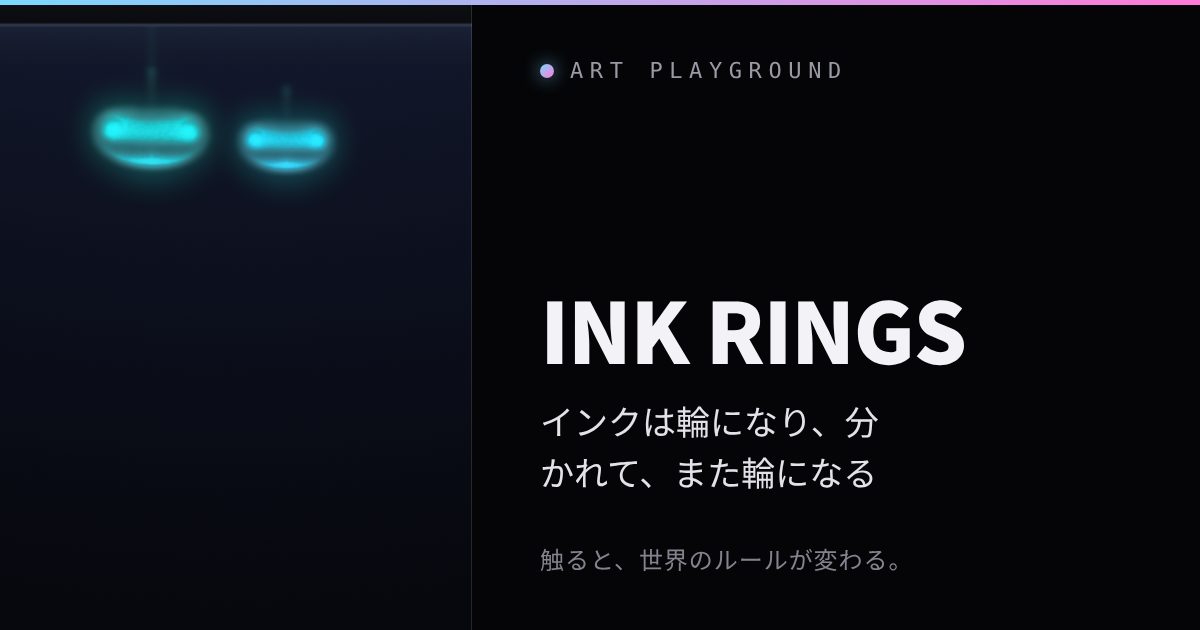 ART PLAYGROUND
INK RINGS
インクは輪になり、分
かれて、また輪になる
触ると、世界のルールが変わる。